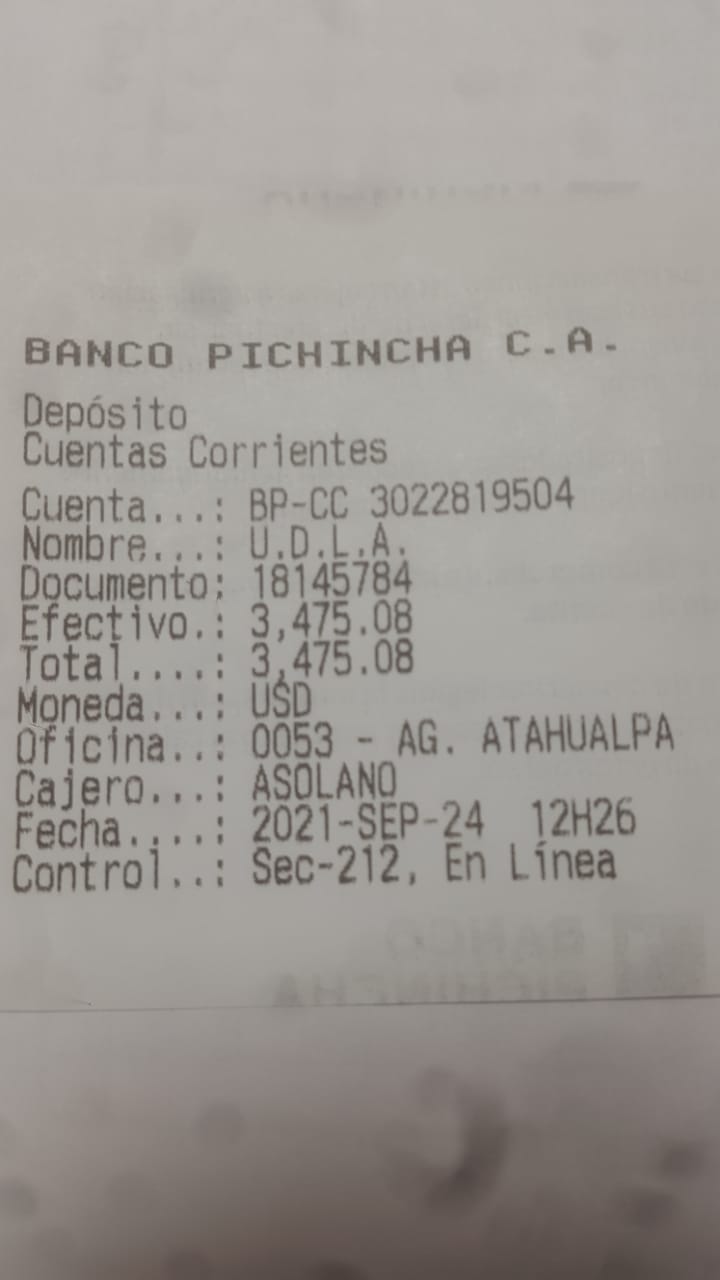 BANCO PICHINCHA C.A.
Depósito
Cuentas Corrientes
Cuenta...: BP-CC 3022819504
Nombre...: U.D.L.A.
Documento: 18145784
Efectivo.: 3,475.08
Total....: 3,475.08
Moneda...: USD
Oficina..: 0053 - AG. ATAHUALPA
Cajero...: ASOLANO
Fecha....: 2021-SEP-24 12H26
Control..: Sec-212, En Línea
BANCO
PICHINCHA